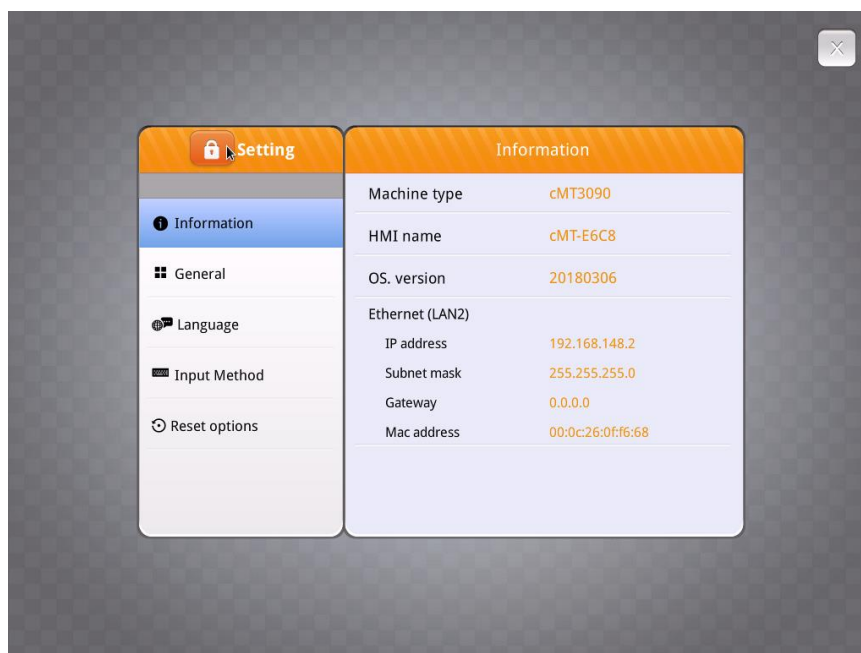 X
Setting
Information
Information
General
Language
Input Method
Reset options
Machine type cMT3090
HMI name cMT-E6C8
OS. version 20180306
Ethernet (LAN2)
IP address 192.168.148.2
Subnet mask 255.255.255.0
Gateway 0.0.0.0
Mac address 00:0c:26:0f:f6:68